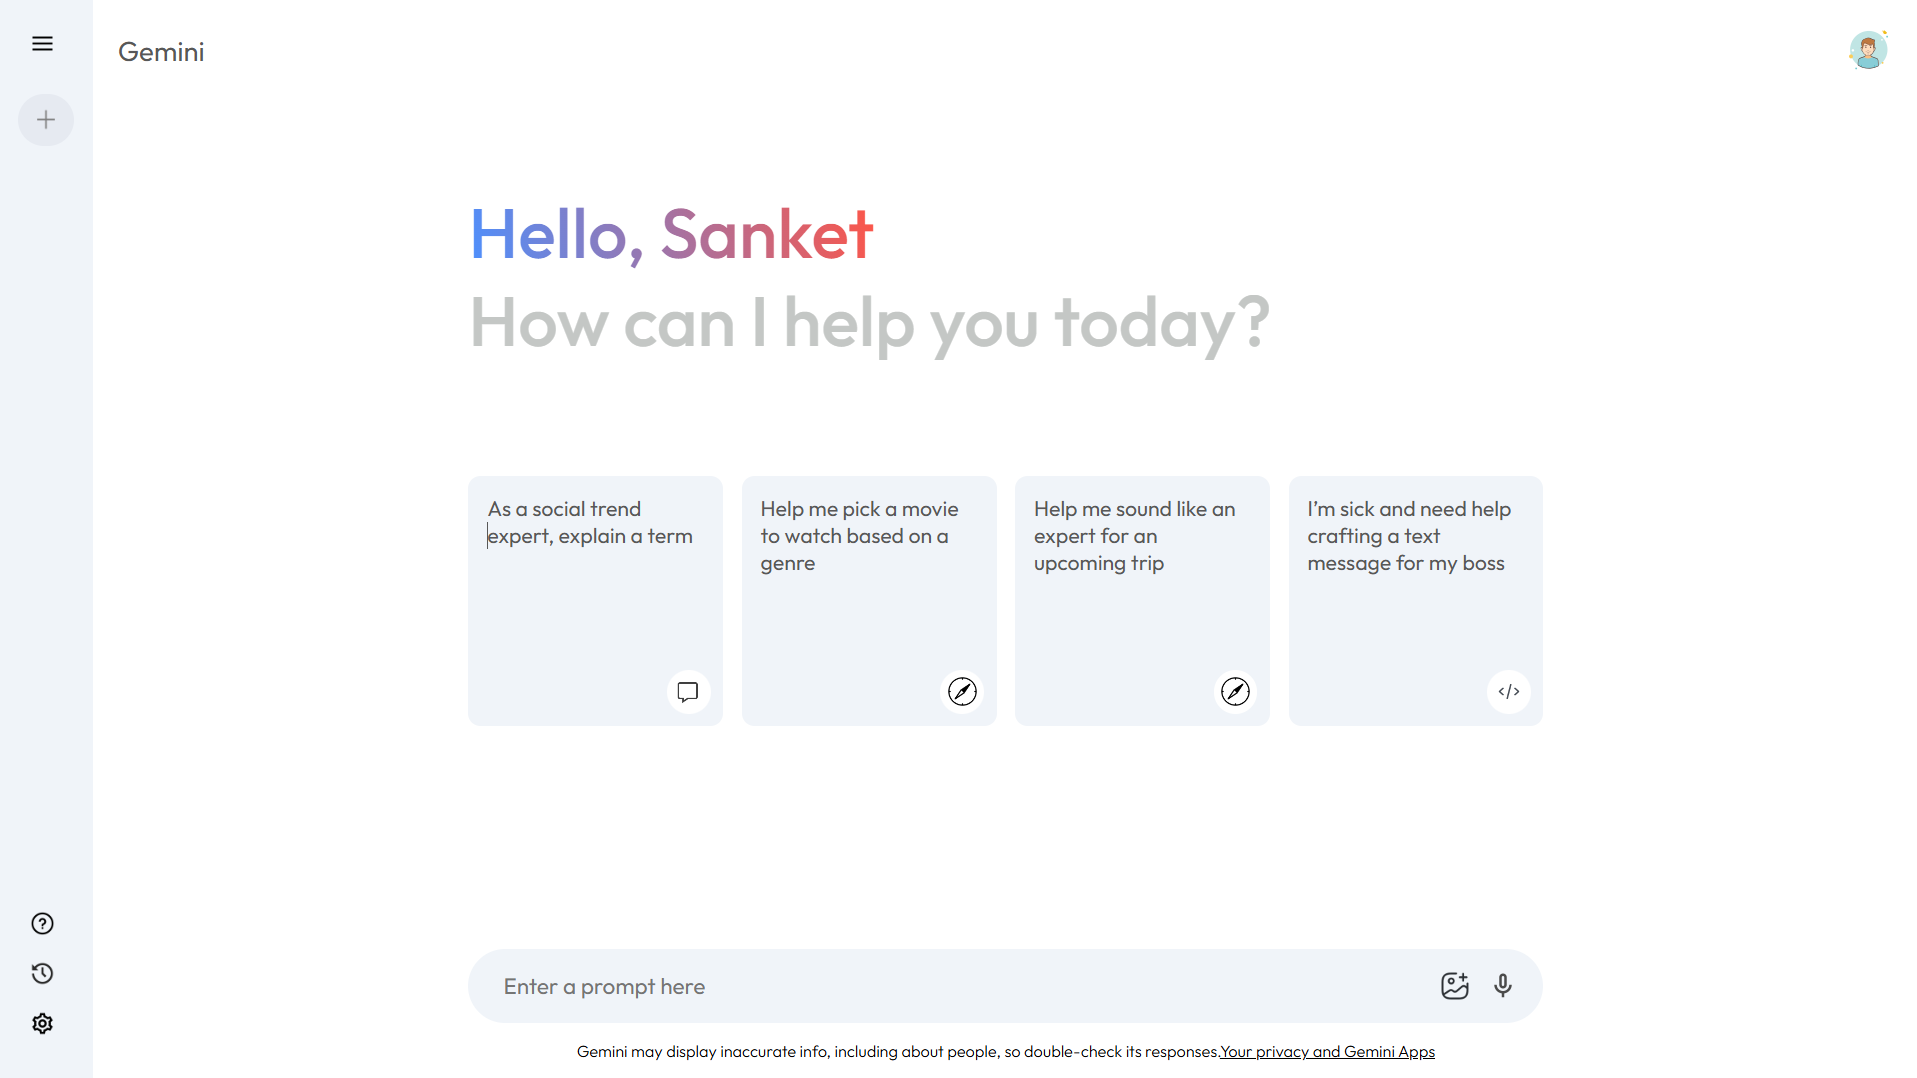 Gemini
Hello, Sanket
How can I help you today?
As a social trend
expert, explain a term
Help me pick a movie
to watch based on a
genre
Help me sound like an
expert for an
upcoming trip
I’m sick and need help
crafting a text
message for my boss
Enter a prompt here
Gemini may display inaccurate info, including about people, so double-check its responses.Your privacy and Gemini Apps